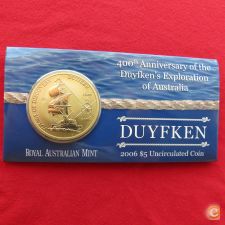 400th Anniversary of the
Duyfken's Exploration
of Australia
DUYFKEN
ROYAL AUSTRALIAN MINT
2006 $5 Uncirculated Coin